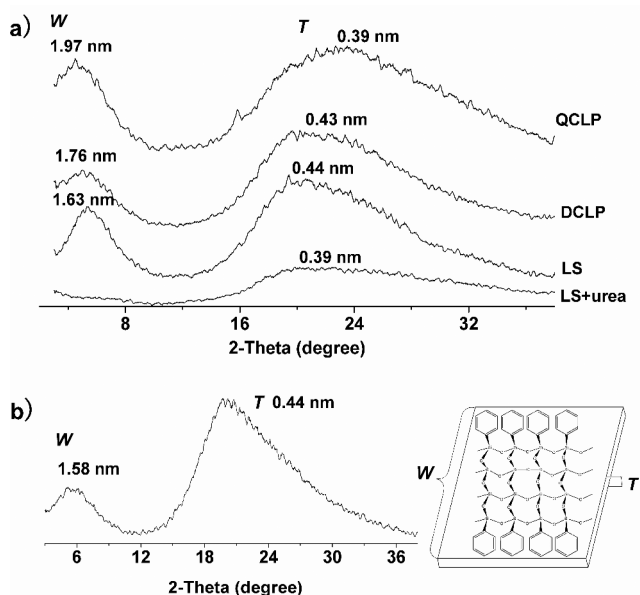 a)
W
T
1.97 nm
0.39 nm
QCLP
1.76 nm
0.43 nm
DCLP
1.63 nm
0.44 nm
LS
0.39 nm
LS+urea
8 16 24 32
2-Theta (degree)
b)
W
1.58 nm
T 0.44 nm
6 12 18 24 30 36
2-Theta (degree)
W
T